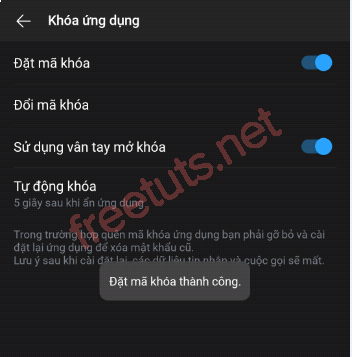 Khóa ứng dụng
Đặt mã khóa
Đổi mã khóa
Sử dụng vân tay mở khóa
Tự động khóa
5 giây sau khi ẩn ứng dụng
Trong trường hợp quên mã khóa ứng dụng bạn phải gỡ bỏ và cài
đặt lại ứng dụng để xóa mật khẩu cũ.
Lưu ý sau khi cài đặt lại, các dữ liệu tin nhắn và cuộc gọi sẽ mất.
Đặt mã khóa thành công.
freetuts.net